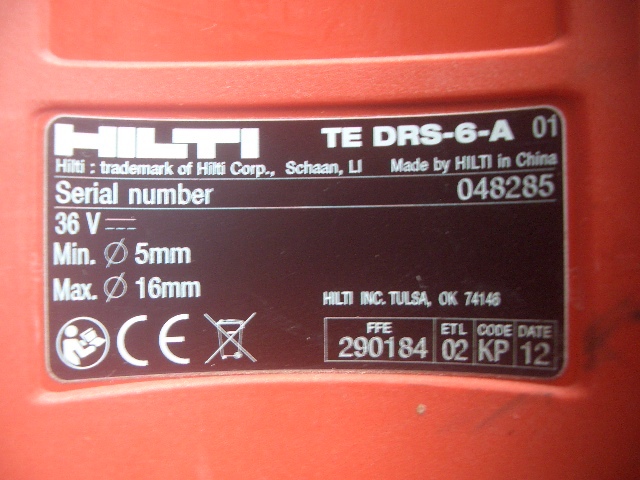 HILTI TE DRS-6-A 01
Hilti : trademark of Hilti Corp., Schaan, LI Made by HILTI in China
Serial number 048285
36 V
Min. Ø 5mm
Max. Ø 16mm
HILTI INC. TULSA, OK 74146
FFE ETL CODE DATE
290184 02 KP 12
CE